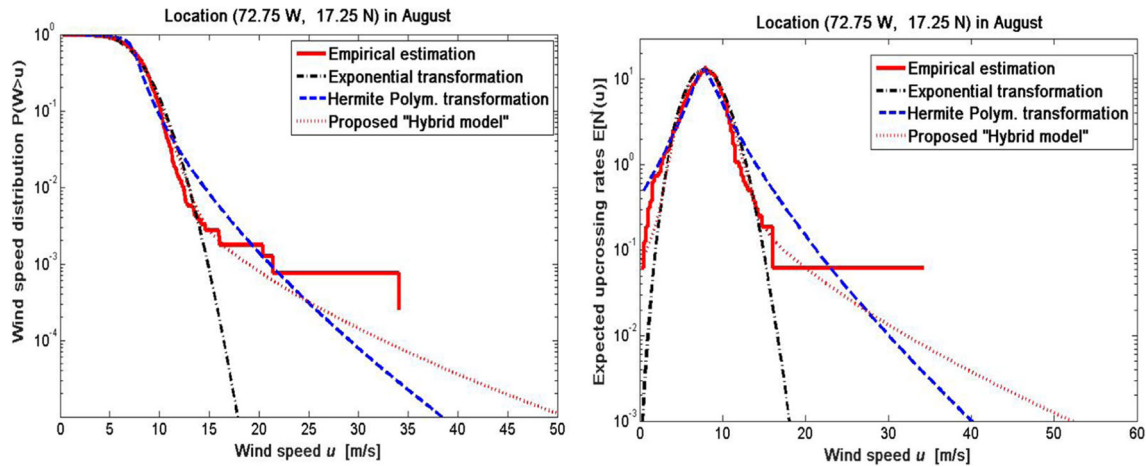 Location (72.75 W, 17.25 N) in August
Wind speed distribution P(W>u)
10^0
10^-1
10^-2
10^-3
10^-4
Empirical estimation
Exponential transformation
Hermite Polym. transformation
Proposed "Hybrid model"
0 5 10 15 20 25 30 35 40 45 50
Wind speed u [m/s]
Location (72.75 W, 17.25 N) in August
Expected upcrossing rates E[N(u)]
10^1
10^0
10^-1
10^-2
10^-3
Empirical estimation
Exponential transformation
Hermite Polym. transformation
Proposed "Hybrid model"
0 10 20 30 40 50 60
Wind speed u [m/s]